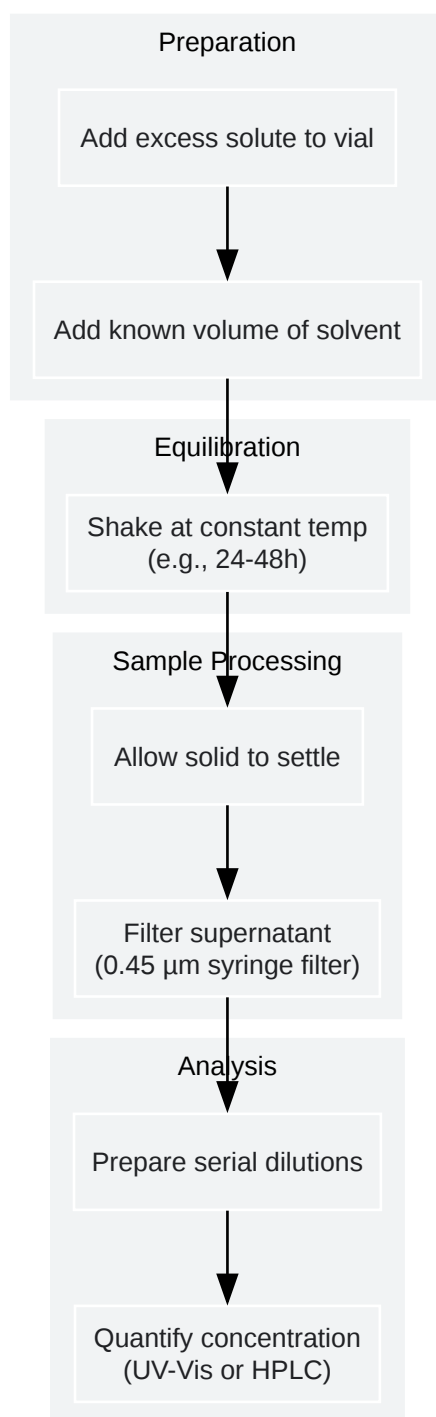 Preparation
Add excess solute to vial
Add known volume of solvent
Equilibration
Shake at constant temp
(e.g., 24-48h)
Sample Processing
Allow solid to settle
Filter supernatant
(0.45 µm syringe filter)
Analysis
Prepare serial dilutions
Quantify concentration
(UV-Vis or HPLC)